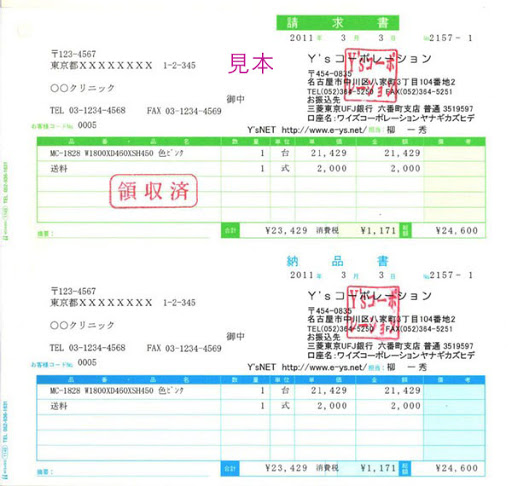 請求書
2011年 3月 3日 №2157-1
見本
〒123-4567
東京都XXXXXXXX 1-2-345
○○クリニック
御中
TEL 03-1234-4568 FAX 03-1234-4569
お客様コードNo. 0005
Y'sコーポレーション
〒454-0835
名古屋市中川区八家町3丁目104番地2
TEL(052)364-5250 FAX(052)364-5251
お振込先
三菱東京UFJ銀行 六番町支店 普通 3519597
口座名:ワイズコーポレーションヤナギカズヒデ
Y'sNET http://www.e-ys.net/ 担当: 柳 一秀
品番・品名 数量 単位 単価 金額 備考
MC-1828 W1800XD460XSH450 色ピンク 1 台 21,429 21,429
送料 1 式 2,000 2,000
領収済
摘要: 合計 ¥23,429 消費税 ¥1,171 総額 ¥24,600
納品書
2011年 3月 3日 №2157-1
〒123-4567
東京都XXXXXXXX 1-2-345
○○クリニック
御中
TEL 03-1234-4568 FAX 03-1234-4569
お客様コードNo. 0005
Y'sコーポレーション
〒454-0835
名古屋市中川区八家町3丁目104番地2
TEL(052)364-5250 FAX(052)364-5251
お振込先
三菱東京UFJ銀行 六番町支店 普通 3519597
口座名:ワイズコーポレーションヤナギカズヒデ
Y'sNET http://www.e-ys.net/ 担当: 柳 一秀
品番・品名 数量 単位 単価 金額 備考
MC-1828 W1800XD460XSH450 色ピンク 1 台 21,429 21,429
送料 1 式 2,000 2,000
摘要: 合計 ¥23,429 消費税 ¥1,171 総額 ¥24,600